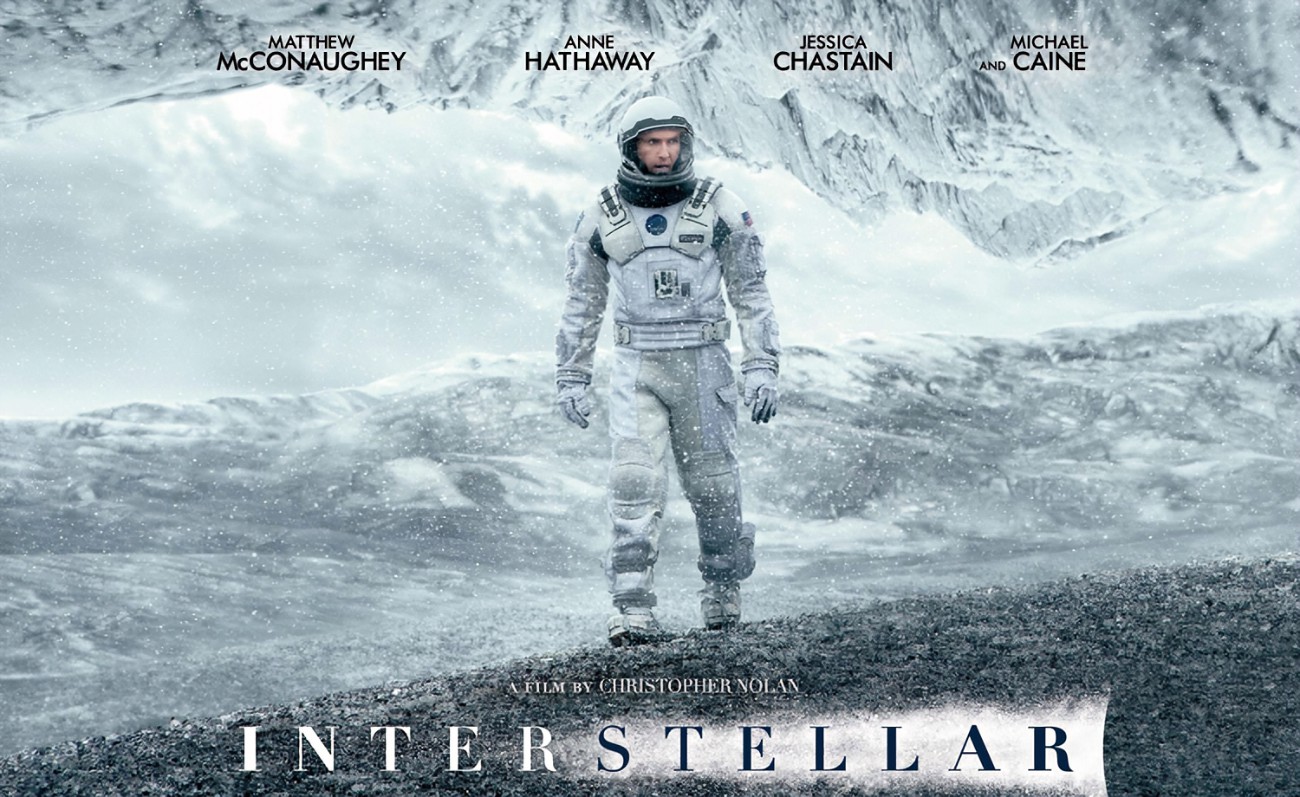 MATTHEW
McCONAUGHEY
ANNE
HATHAWAY
JESSICA
CHASTAIN
MICHAEL
AND CAINE
A FILM BY CHRISTOPHER NOLAN
INTERSTELLAR